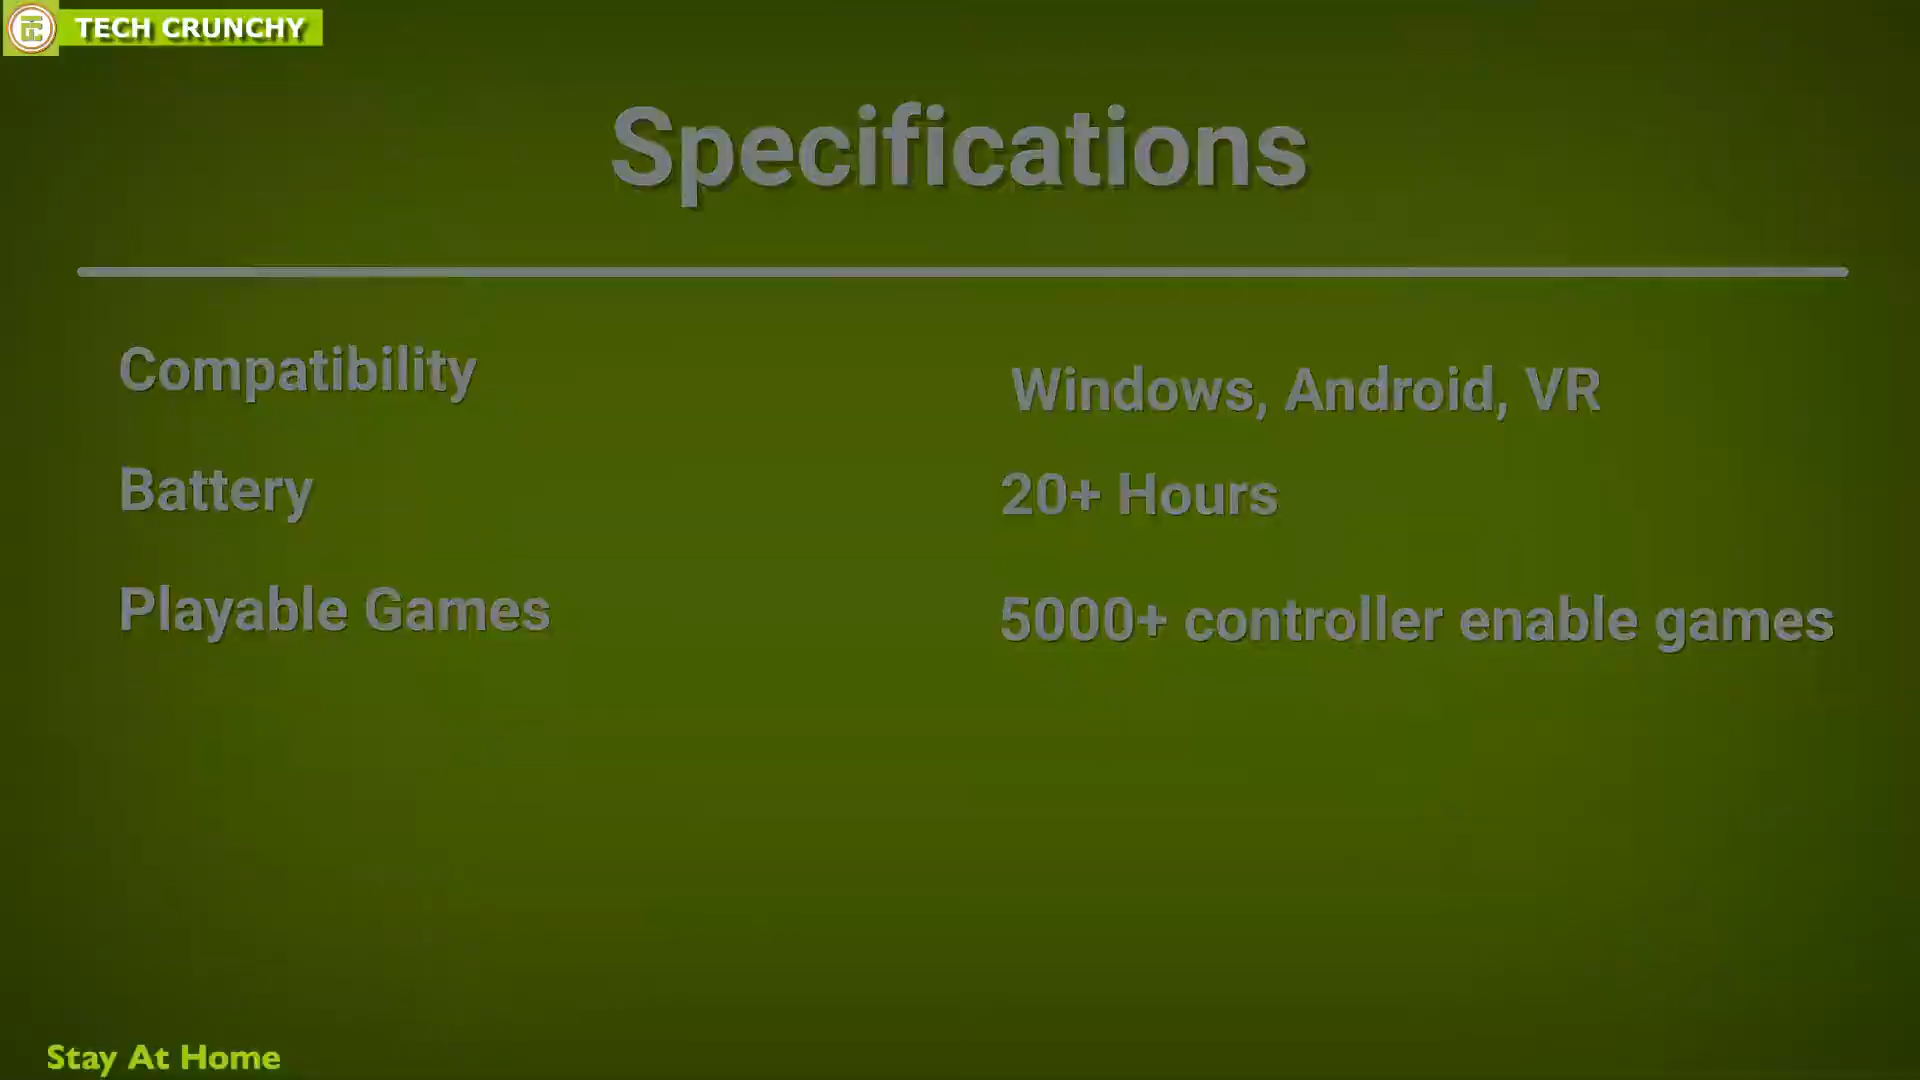 TECH CRUNCHY
Specifications
Compatibility
Windows, Android, VR
Battery
20+ Hours
Playable Games
5000+ controller enable games
Stay At Home